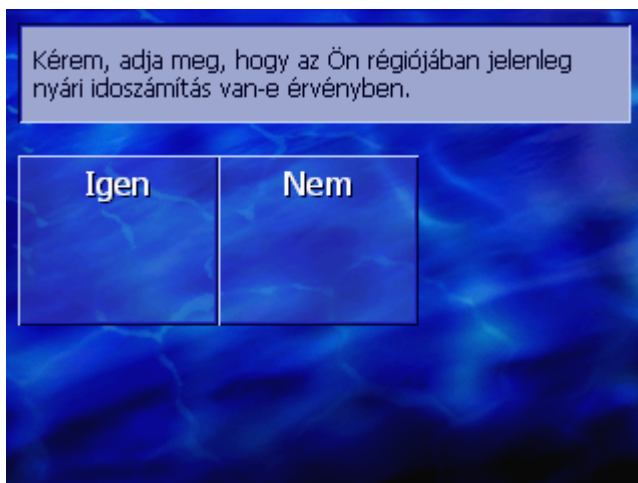 Kérem, adja meg, hogy az Ön régiójában jelenleg
nyári idoszámítás van-e érvényben.
Igen
Nem